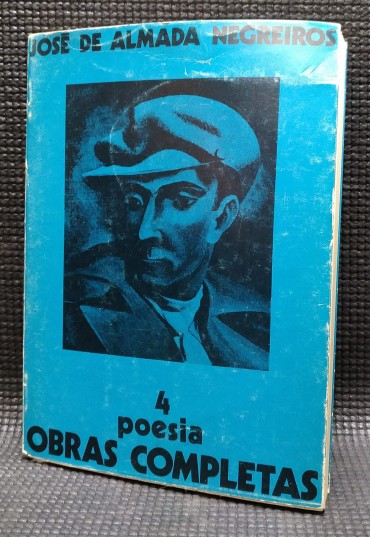 JOSÉ DE ALMADA NEGREIROS
4
poesia
OBRAS COMPLETAS